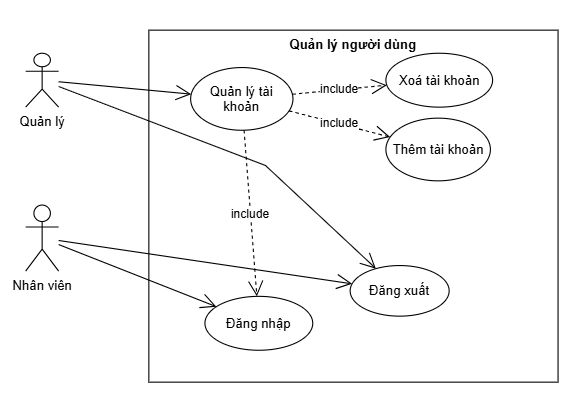 Quản lý người dùng
Quản lý tài
khoản
include
Xoá tài khoản
include
Thêm tài khoản
Quản lý
include
Nhân viên
Đăng xuất
Đăng nhập